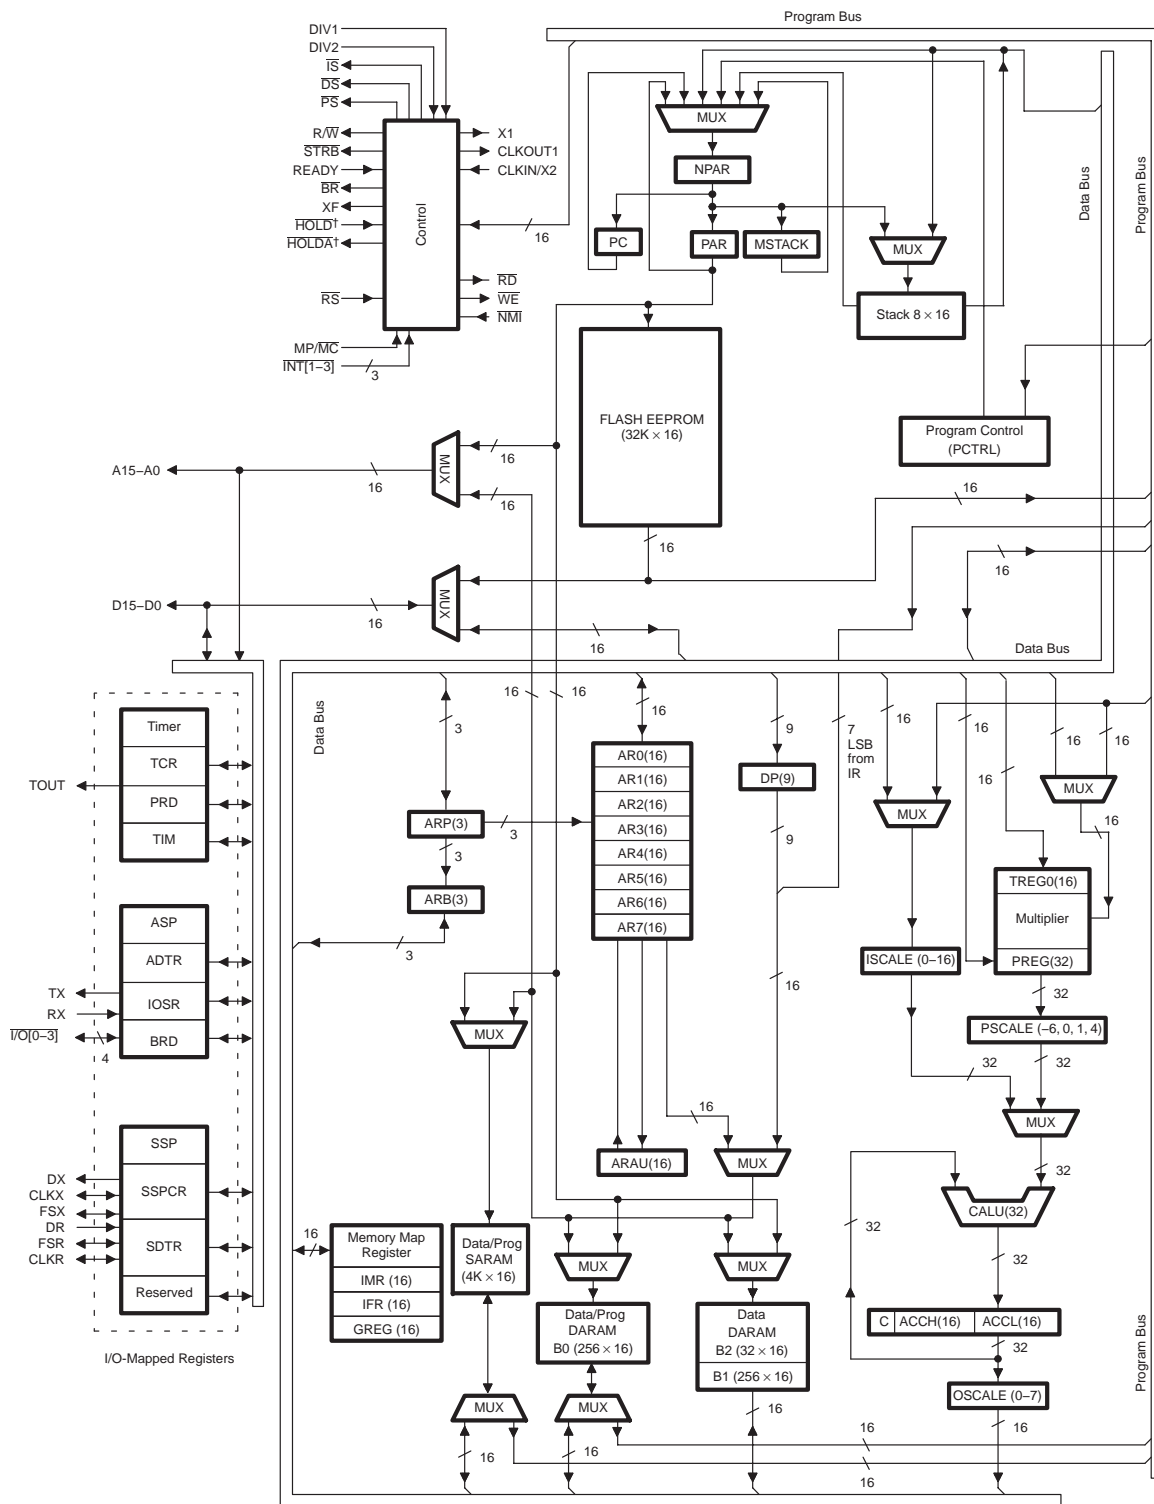 Program Bus
DIV1
DIV2
IS
DS
PS
R/W
STRB
READY
BR
XF
HOLD†
HOLDA†
RS
MP/MC
INT[1–3]
3
Control
X1
CLKOUT1
CLKIN/X2
16
RD
WE
NMI
MUX
NPAR
PC
PAR
MSTACK
MUX
Stack 8 × 16
Data Bus
Program Bus
FLASH EEPROM
(32K × 16)
Program Control
(PCTRL)
A15–A0
16
MUX
16
16
16
16
16
D15–D0
16
MUX
16
Data Bus
Data Bus
16
16
Timer
TCR
PRD
TIM
TOUT
ASP
ADTR
IOSR
BRD
TX
RX
I/O[0–3]
4
SSP
SSPCR
SDTR
Reserved
DX
CLKX
FSX
DR
FSR
CLKR
I/O-Mapped Registers
3
ARP(3)
3
3
ARB(3)
3
16
AR0(16)
AR1(16)
AR2(16)
AR3(16)
AR4(16)
AR5(16)
AR6(16)
AR7(16)
9
DP(9)
9
7
LSB
from
IR
16
16
16
16
16
16
MUX
MUX
16
TREG0(16)
Multiplier
PREG(32)
ISCALE (0–16)
32
PSCALE (–6, 0, 1, 4)
32
32
MUX
32
CALU(32)
32
32
C
ACCH(16)
ACCL(16)
32
OSCALE (0–7)
16
MUX
16
ARAU(16)
MUX
16
Memory Map
Register
IMR (16)
IFR (16)
GREG (16)
Data/Prog
SARAM
(4K × 16)
MUX
MUX
Data/Prog
DARAM
B0 (256 × 16)
Data
DARAM
B2 (32 × 16)
B1 (256 × 16)
MUX
MUX
16
16
16
16
16
Program Bus